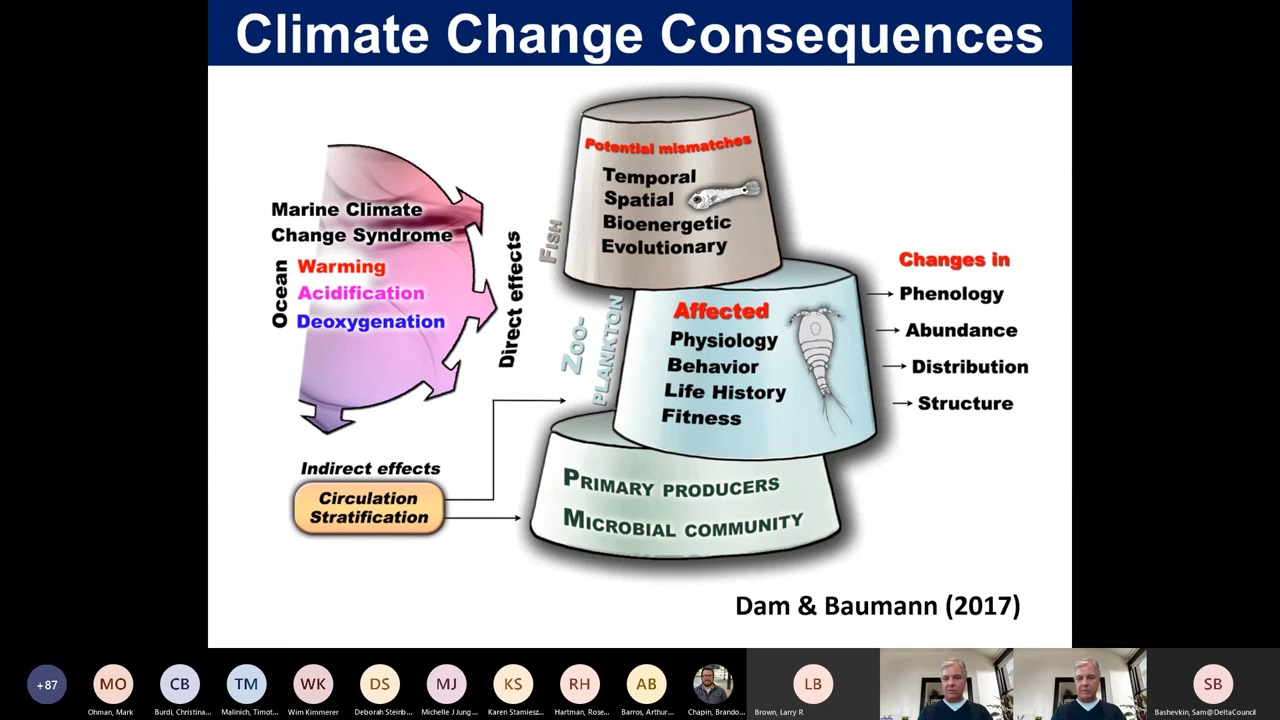 Climate Change Consequences
Marine Climate
Change Syndrome
Ocean
Warming
Acidification
Deoxygenation
Direct effects
Indirect effects
Circulation
Stratification
FISH
Potential mismatches
Temporal
Spatial
Bioenergetic
Evolutionary
ZOO-
PLANKTON
Affected
Physiology
Behavior
Life History
Fitness
Changes in
Phenology
Abundance
Distribution
Structure
PRIMARY PRODUCERS
MICROBIAL COMMUNITY
Dam & Baumann (2017)
+87
MO
CB
TM
WK
DS
MJ
KS
RH
AB
LB
SB
Ohman, Mark
Burdi, Christina...
Malinich, Timot...
Wim Kimmerer
Deborah Steinb...
Michelle J Jung...
Karen Stamiesz...
Hartman, Rose...
Barros, Arthur...
Chapin, Brando...
Brown, Larry R
Bashevkin, Sam@DeltaCouncil